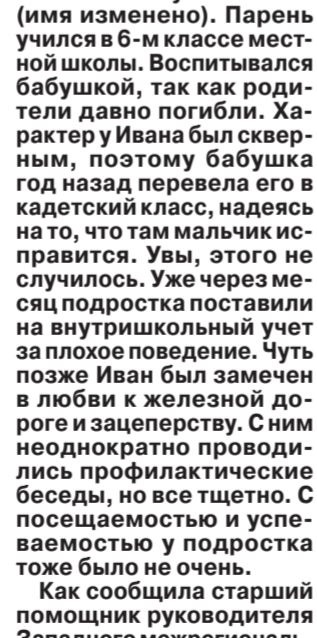 (имя изменено). Парень
учился в 6-м классе мест-
ной школы. Воспитывался
бабушкой, так как роди-
тели давно погибли. Ха-
рактер у Ивана был сквер-
ным, поэтому бабушка
год назад перевела его в
кадетский класс, надеясь
на то, что там мальчик ис-
правится. Увы, этого не
случилось. Уже через ме-
сяц подростка поставили
на внутришкольный учет
за плохое поведение. Чуть
позже Иван был замечен
в любви к железной до-
роге и зацеперству. С ним
неоднократно проводи-
лись профилактические
беседы, но все тщетно. С
посещаемостью и успе-
ваемостью у подростка
тоже было не очень.
Как сообщила старший
помощник руководителя
Западного межрегиональ-